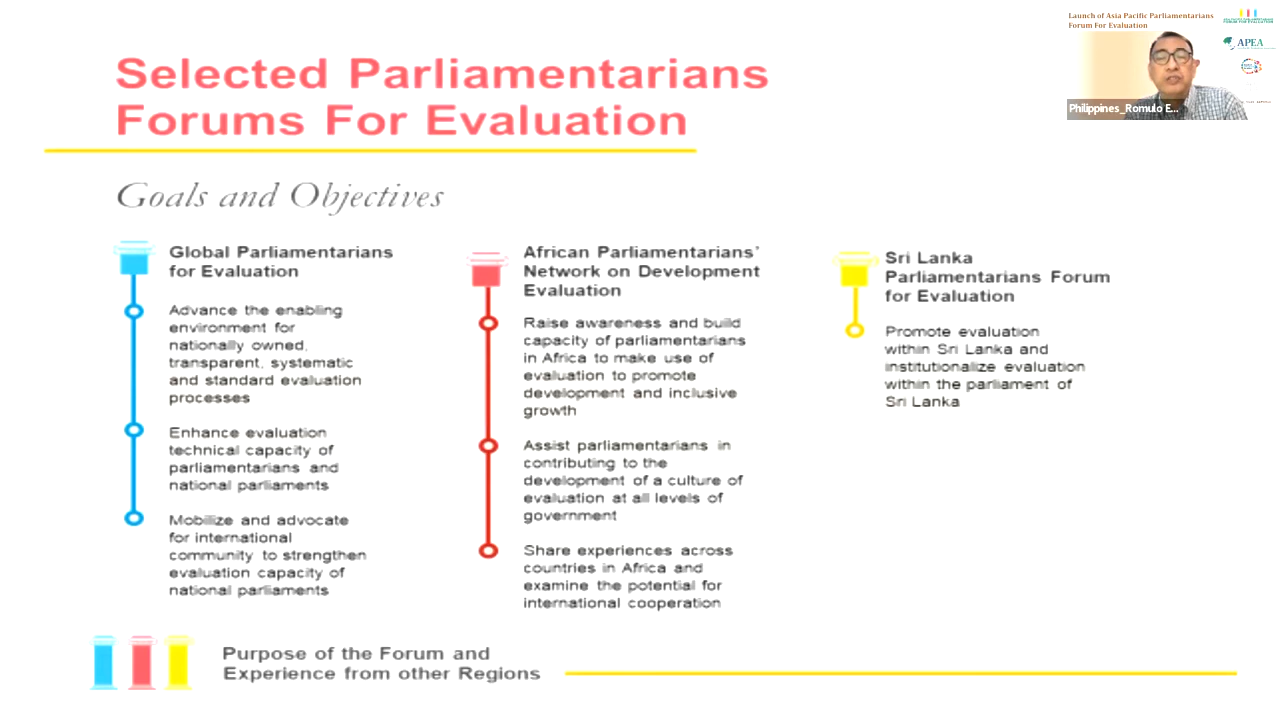 Launch of Asia Pacific Parliamentarians
Forum For Evaluation
APEA
Philippines_Romulo E...
Selected Parliamentarians
Forums For Evaluation
Goals and Objectives
Global Parliamentarians
for Evaluation
Advance the enabling
environment for
nationally owned,
transparent, systematic
and standard evaluation
processes
Enhance evaluation
technical capacity of
parliamentarians and
national parliaments
Mobilize and advocate
for international
community to strengthen
evaluation capacity of
national parliaments
African Parliamentarians'
Network on Development
Evaluation
Raise awareness and build
capacity of parliamentarians
in Africa to make use of
evaluation to promote
development and inclusive
growth
Assist parliamentarians in
contributing to the
development of a culture of
evaluation at all levels of
government
Share experiences across
countries in Africa and
examine the potential for
international cooperation
Sri Lanka
Parliamentarians Forum
for Evaluation
Promote evaluation
within Sri Lanka and
institutionalize evaluation
within the parliament of
Sri Lanka
Purpose of the Forum and
Experience from other Regions